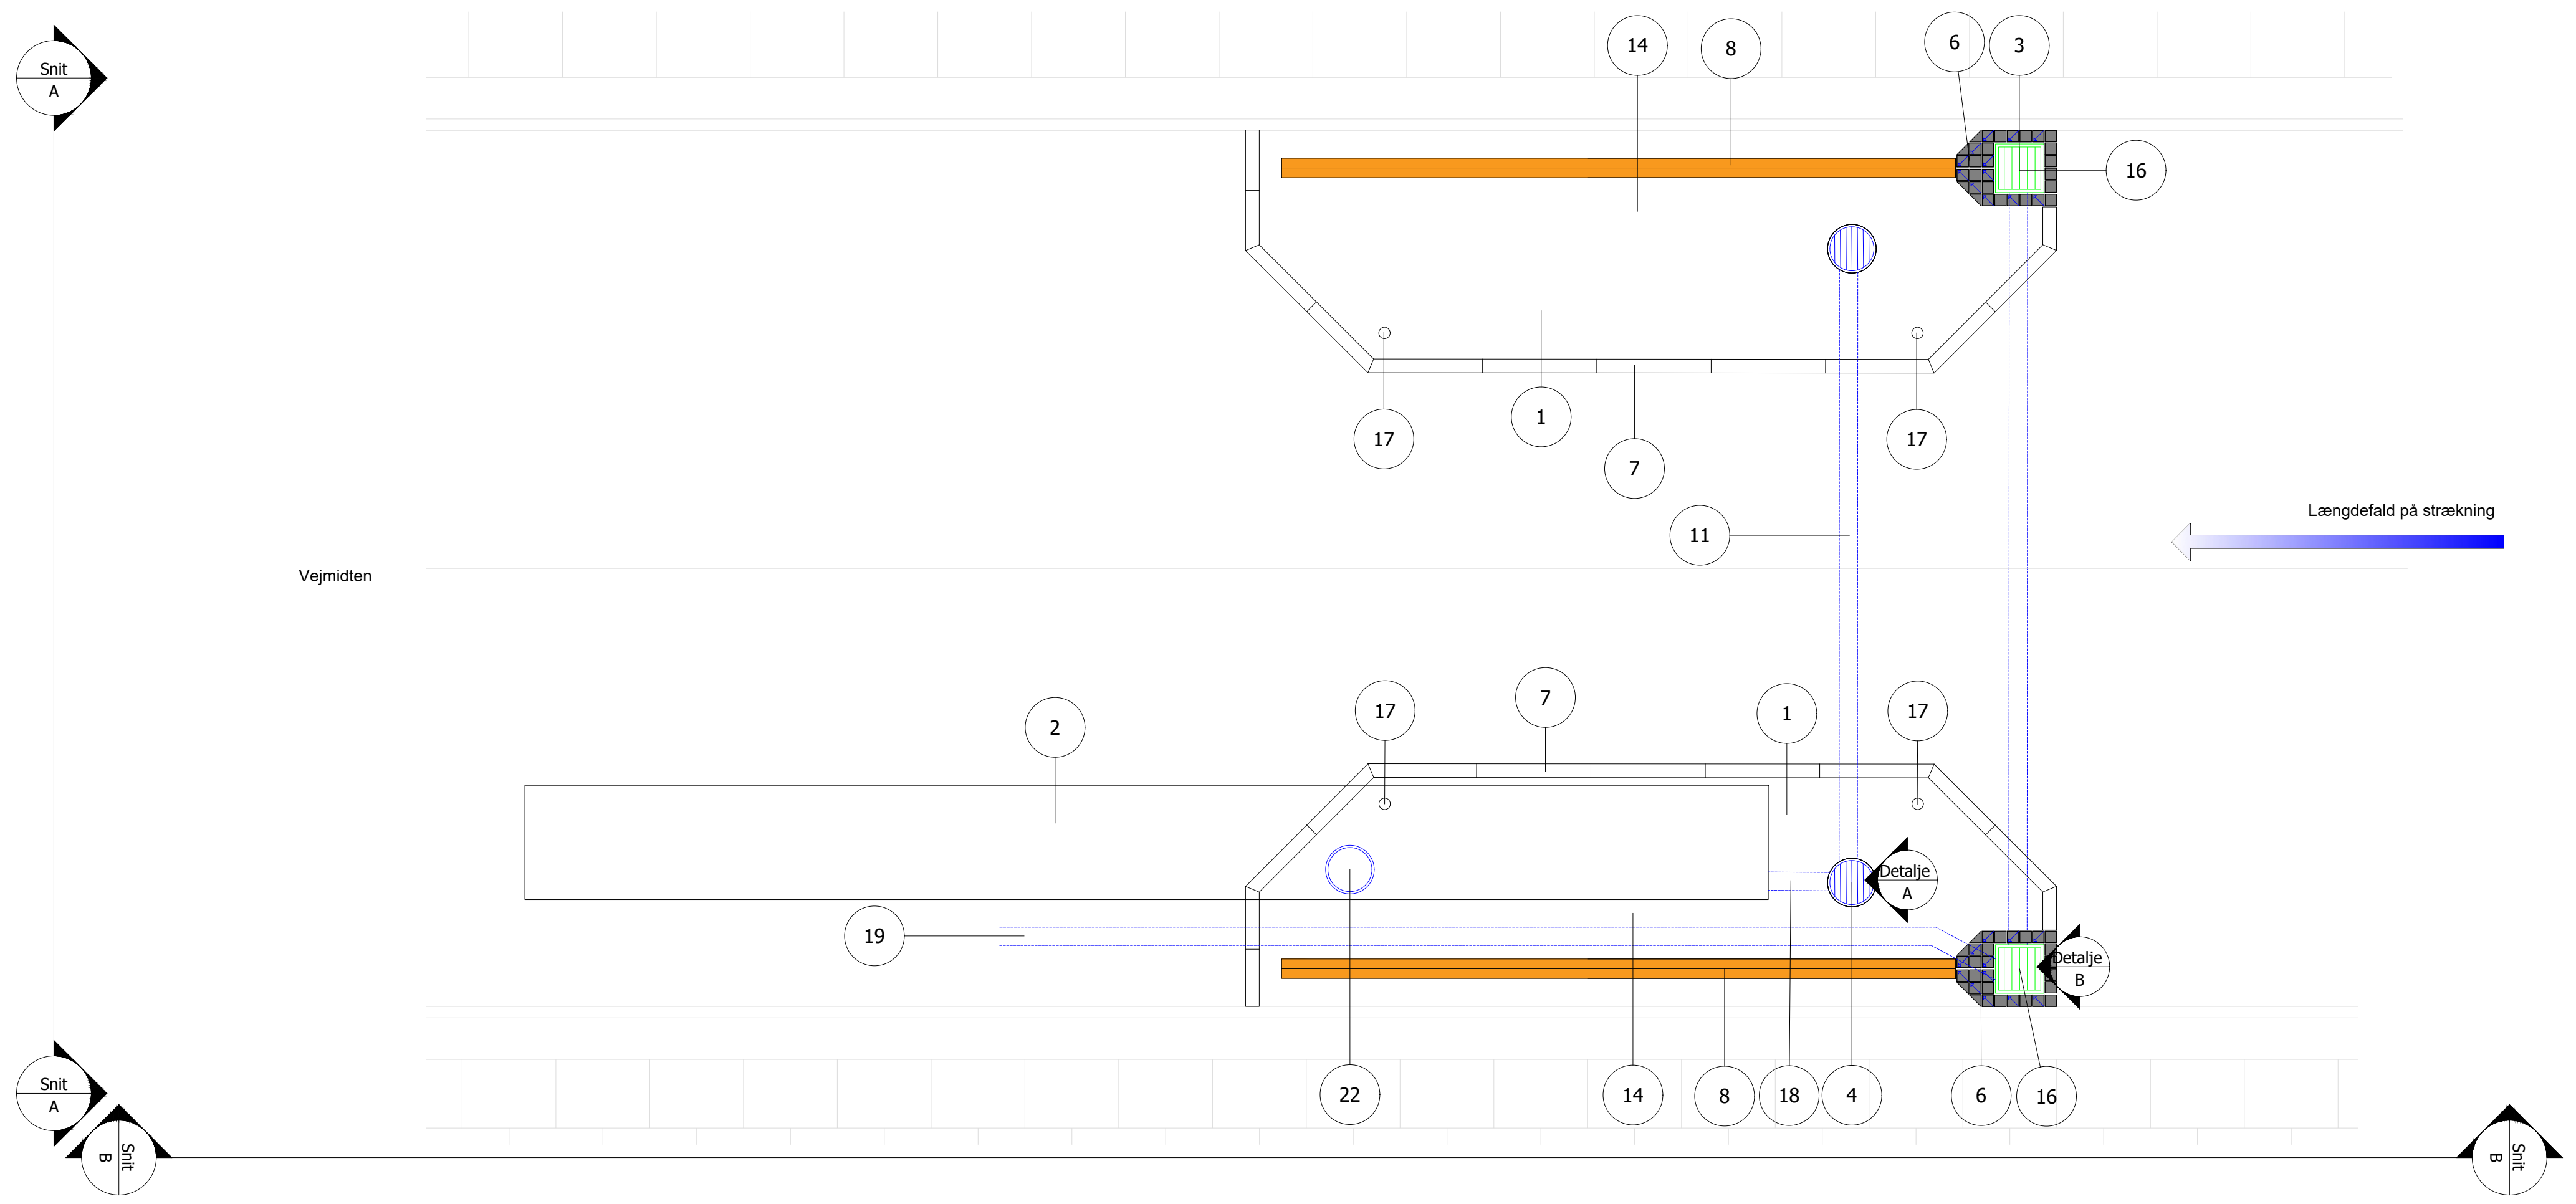 14
8
6
3
Snit
A
16
1
17
17
7
Længdefald på strækning
11
Vejmidten
7
17
1
17
2
Detalje
A
19
Detalje
B
Snit
A
22
14
8
18
4
6
16
Snit
B
Snit
B